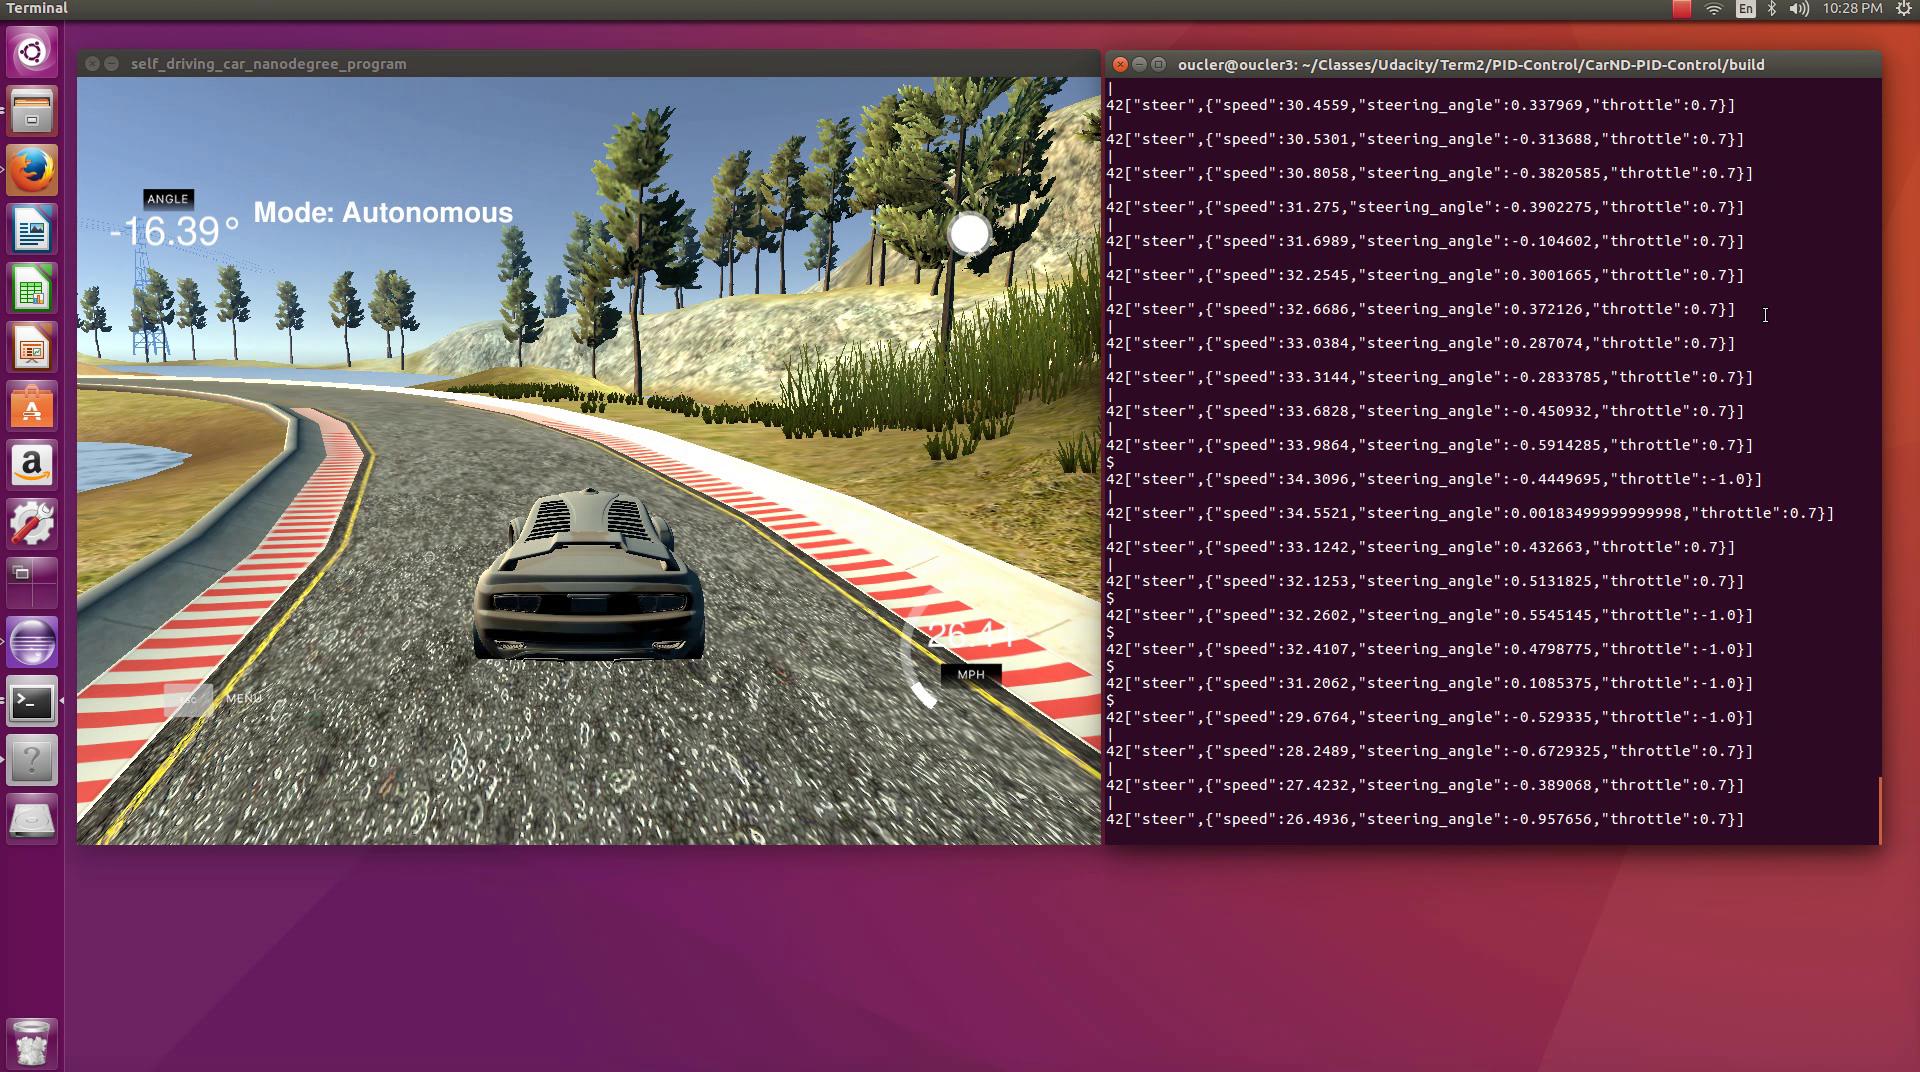 Terminal
En
10:28 PM
self_driving_car_nanodegree_program
ANGLE
-16.39°
Mode: Autonomous
MPH
MENU
oucler@oucler3: ~/Classes/Udacity/Term2/PID-Control/CarND-PID-Control/build
|
42["steer",{"speed":30.4559,"steering_angle":0.337969,"throttle":0.7}]
|
42["steer",{"speed":30.5301,"steering_angle":-0.313688,"throttle":0.7}]
|
42["steer",{"speed":30.8058,"steering_angle":-0.3820585,"throttle":0.7}]
|
42["steer",{"speed":31.275,"steering_angle":-0.3902275,"throttle":0.7}]
|
42["steer",{"speed":31.6989,"steering_angle":-0.104602,"throttle":0.7}]
|
42["steer",{"speed":32.2545,"steering_angle":0.3001665,"throttle":0.7}]
|
42["steer",{"speed":32.6686,"steering_angle":0.372126,"throttle":0.7}]
|
42["steer",{"speed":33.0384,"steering_angle":0.287074,"throttle":0.7}]
|
42["steer",{"speed":33.3144,"steering_angle":-0.2833785,"throttle":0.7}]
|
42["steer",{"speed":33.6828,"steering_angle":-0.450932,"throttle":0.7}]
|
42["steer",{"speed":33.9864,"steering_angle":-0.5914285,"throttle":0.7}]
$
42["steer",{"speed":34.3096,"steering_angle":-0.4449695,"throttle":-1.0}]
|
42["steer",{"speed":34.5521,"steering_angle":0.00183499999999998,"throttle":0.7}]
|
42["steer",{"speed":33.1242,"steering_angle":0.432663,"throttle":0.7}]
|
42["steer",{"speed":32.1253,"steering_angle":0.5131825,"throttle":0.7}]
$
42["steer",{"speed":32.2602,"steering_angle":0.5545145,"throttle":-1.0}]
$
42["steer",{"speed":32.4107,"steering_angle":0.4798775,"throttle":-1.0}]
$
42["steer",{"speed":31.2062,"steering_angle":0.1085375,"throttle":-1.0}]
$
42["steer",{"speed":29.6764,"steering_angle":-0.529335,"throttle":-1.0}]
|
42["steer",{"speed":28.2489,"steering_angle":-0.6729325,"throttle":0.7}]
|
42["steer",{"speed":27.4232,"steering_angle":-0.389068,"throttle":0.7}]
|
42["steer",{"speed":26.4936,"steering_angle":-0.957656,"throttle":0.7}]